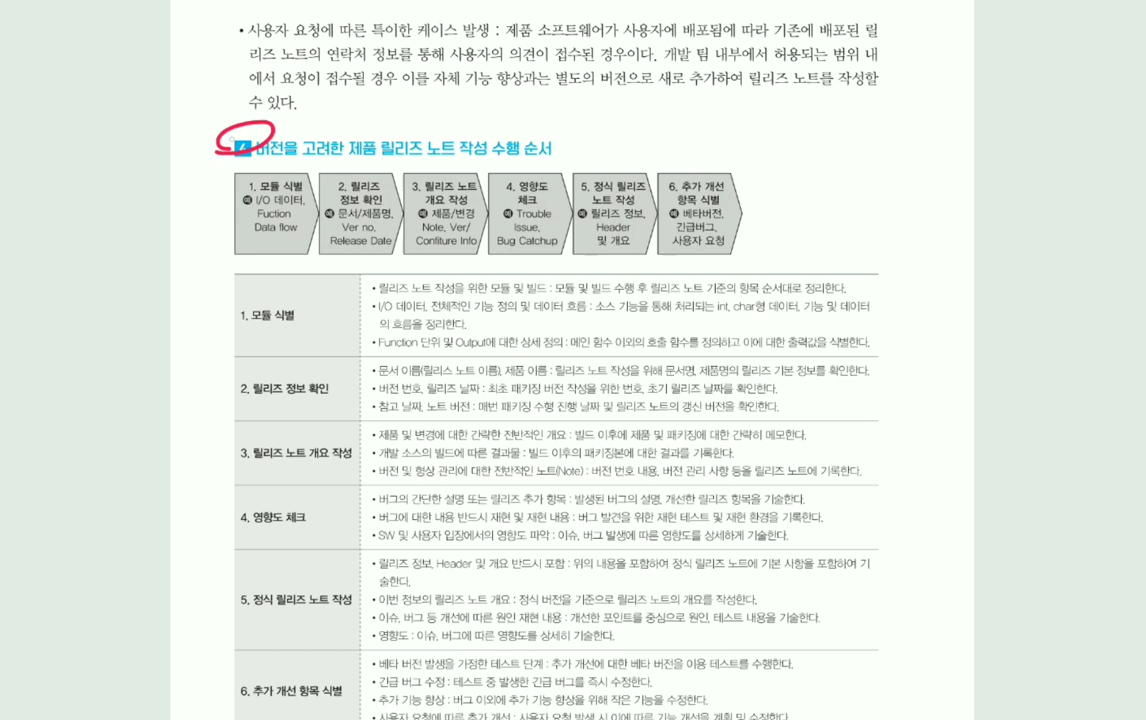 • 사용자 요청에 따른 특이한 케이스 발생 : 제품 소프트웨어가 사용자에 배포됨에 따라 기존에 배포된 릴
리즈 노트의 연락처 정보를 통해 사용자의 의견이 접수된 경우이다. 개발 팀 내부에서 허용되는 범위 내
에서 요청이 접수될 경우 이를 자체 기능 향상과는 별도의 버전으로 새로 추가하여 릴리즈 노트를 작성할
수 있다.
버전을 고려한 제품 릴리즈 노트 작성 수행 순서
1. 모듈 식별
예 I/O 데이터,
Fuction
Data flow
2. 릴리즈
정보 확인
예 문서/제품명,
Ver no,
Release Date
3. 릴리즈 노트
개요 작성
예 제품/변경
Note, Ver/
Confiture Info
4. 영향도
체크
예 Trouble
Issue,
Bug Catchup
5. 정식 릴리즈
노트 작성
예 릴리즈 정보,
Header
및 개요
6. 추가 개선
항목 식별
예 베타버전,
긴급버그,
사용자 요청
1. 모듈 식별
• 릴리즈 노트 작성을 위한 모듈 및 빌드 : 모듈 및 빌드 수행 후 릴리즈 노트 기준의 항목 순서대로 정리한다.
• I/O 데이터, 전체적인 기능 정의 및 데이터 흐름 : 소스 기능을 통해 처리되는 int, char형 데이터, 기능 및 데이터
의 흐름을 정리한다.
• Function 단위 및 Output에 대한 상세 정의 : 메인 함수 이외의 호출 함수를 정의하고 이에 대한 출력값을 식별한다.
2. 릴리즈 정보 확인
• 문서 이름(릴리스 노트 이름), 제품 이름 : 릴리즈 노트 작성을 위해 문서명, 제품명의 릴리즈 기본 정보를 확인한다.
• 버전 번호, 릴리즈 날짜 : 최초 패키징 버전 작성을 위한 번호, 초기 릴리즈 날짜를 확인한다.
• 참고 날짜, 노트 버전 : 매번 패키징 수행 진행 날짜 및 릴리즈 노트의 갱신 버전을 확인한다.
3. 릴리즈 노트 개요 작성
• 제품 및 변경에 대한 간략한 전반적인 개요 : 빌드 이후에 제품 및 패키징에 대한 간략히 메모한다.
• 개발 소스의 빌드에 따른 결과물 : 빌드 이후의 패키징본에 대한 결과를 기록한다.
• 버전 및 형상 관리에 대한 전반적인 노트(Note) : 버전 번호 내용, 버전 관리 사항 등을 릴리즈 노트에 기록한다.
4. 영향도 체크
• 버그의 간단한 설명 또는 릴리즈 추가 항목 : 발생된 버그의 설명, 개선한 릴리즈 항목을 기술한다.
• 버그에 대한 내용 반드시 재현 및 재현 내용 : 버그 발견을 위한 재현 테스트 및 재현 환경을 기록한다.
• SW 및 사용자 입장에서의 영향도 파악 : 이슈, 버그 발생에 따른 영향도를 상세하게 기술한다.
5. 정식 릴리즈 노트 작성
• 릴리즈 정보, Header 및 개요 반드시 포함 : 위의 내용을 포함하여 정식 릴리즈 노트에 기본 사항을 포함하여 기
술한다.
• 이번 정보의 릴리즈 노트 개요 : 정식 버전을 기준으로 릴리즈 노트의 개요를 작성한다.
• 이슈, 버그 등 개선에 따른 원인 재현 내용 : 개선한 포인트를 중심으로 원인, 테스트 내용을 기술한다.
• 영향도 : 이슈, 버그에 따른 영향도를 상세히 기술한다.
6. 추가 개선 항목 식별
• 베타 버전 발생을 가정한 테스트 단계 : 추가 개선에 대한 베타 버전을 이용 테스트를 수행한다.
• 긴급 버그 수정 : 테스트 중 발생한 긴급 버그를 즉시 수정한다.
• 추가 기능 향상 : 버그 이외에 추가 기능 향상을 위해 작은 기능을 수정한다.
• 사용자 요청에 따른 추가 개선 : 사용자 요청 발생 시 이에 따른 기능 개선을 계획 및 수정한다.